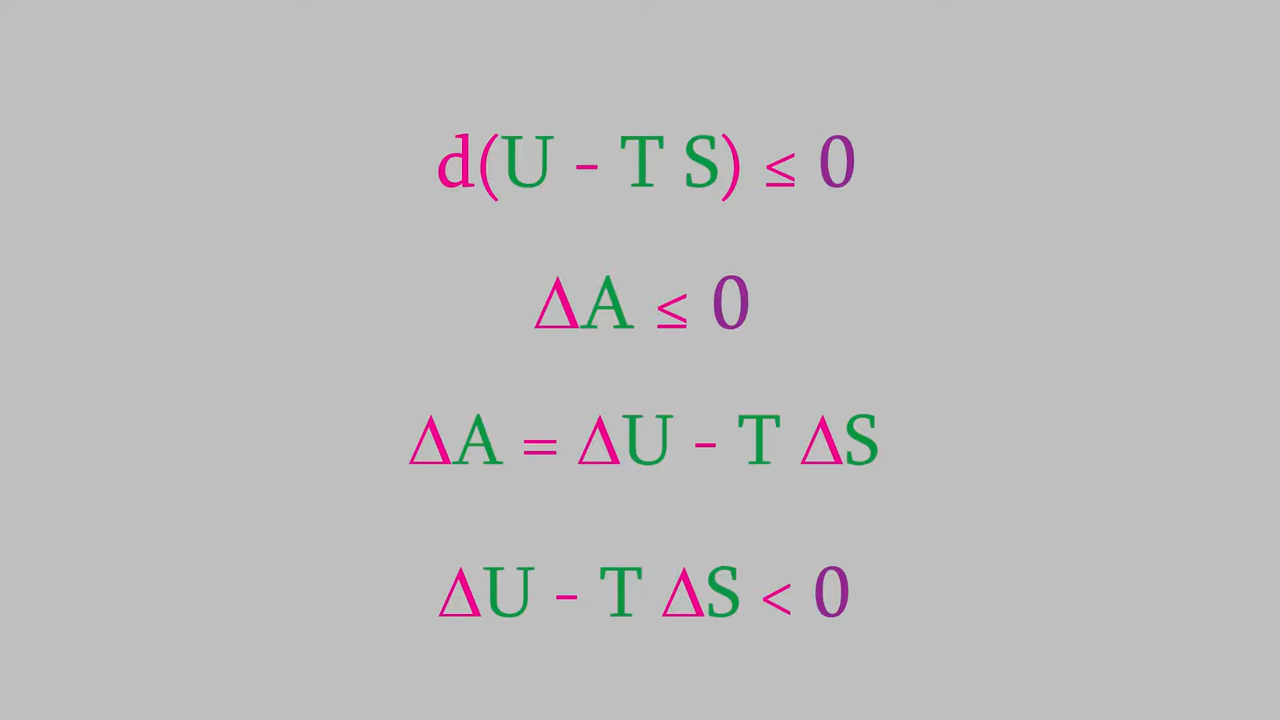 d(U - T S) ≤ 0
ΔA ≤ 0
ΔA = ΔU - T ΔS
ΔU - T ΔS < 0